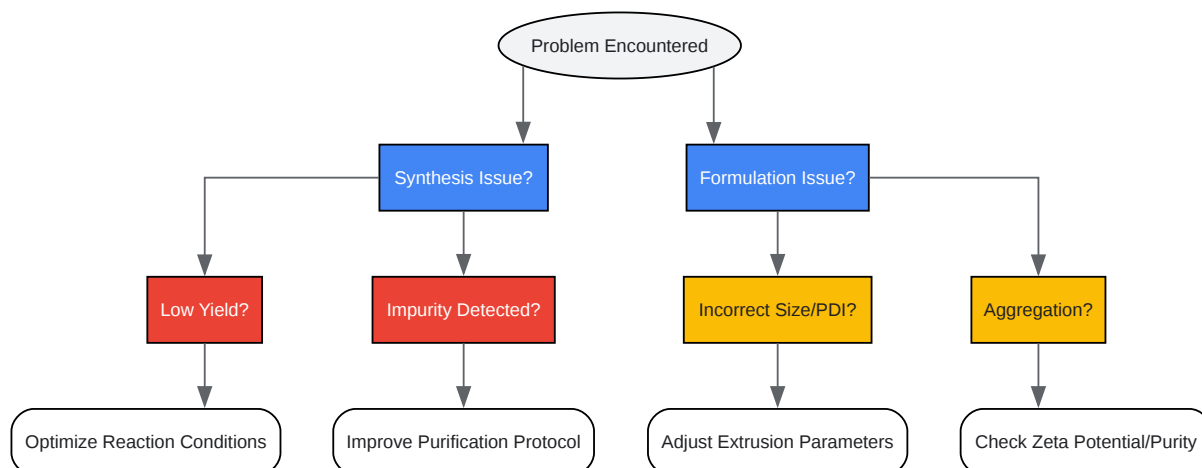 Problem Encountered
Synthesis Issue?
Formulation Issue?
Low Yield?
Impurity Detected?
Incorrect Size/PDI?
Aggregation?
Optimize Reaction Conditions
Improve Purification Protocol
Adjust Extrusion Parameters
Check Zeta Potential/Purity